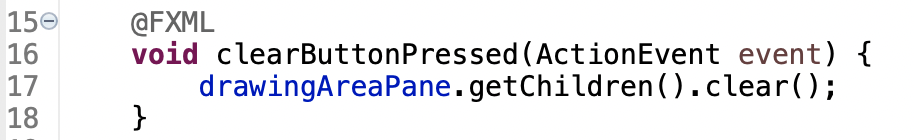 15 @FXML
16 void clearButtonPressed(ActionEvent event) {
17 drawingAreaPane.getChildren().clear();
18 }